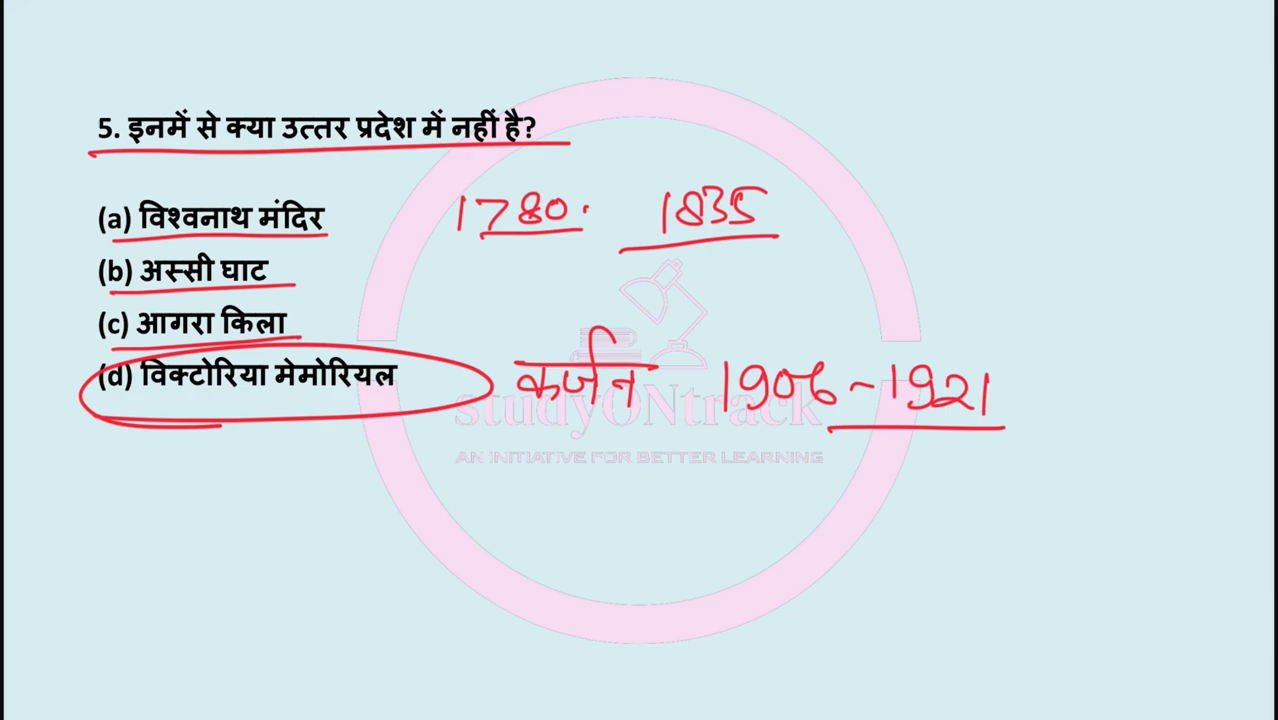 5. इनमें से क्या उत्तर प्रदेश में नहीं है?
(a) विश्वनाथ मंदिर
1780. 1835
(b) अस्सी घाट
(c) आगरा किला
(d) विक्टोरिया मेमोरियल
कर्जन 1906-1921
studyONtrack
AN INITIATIVE FOR BETTER LEARNING